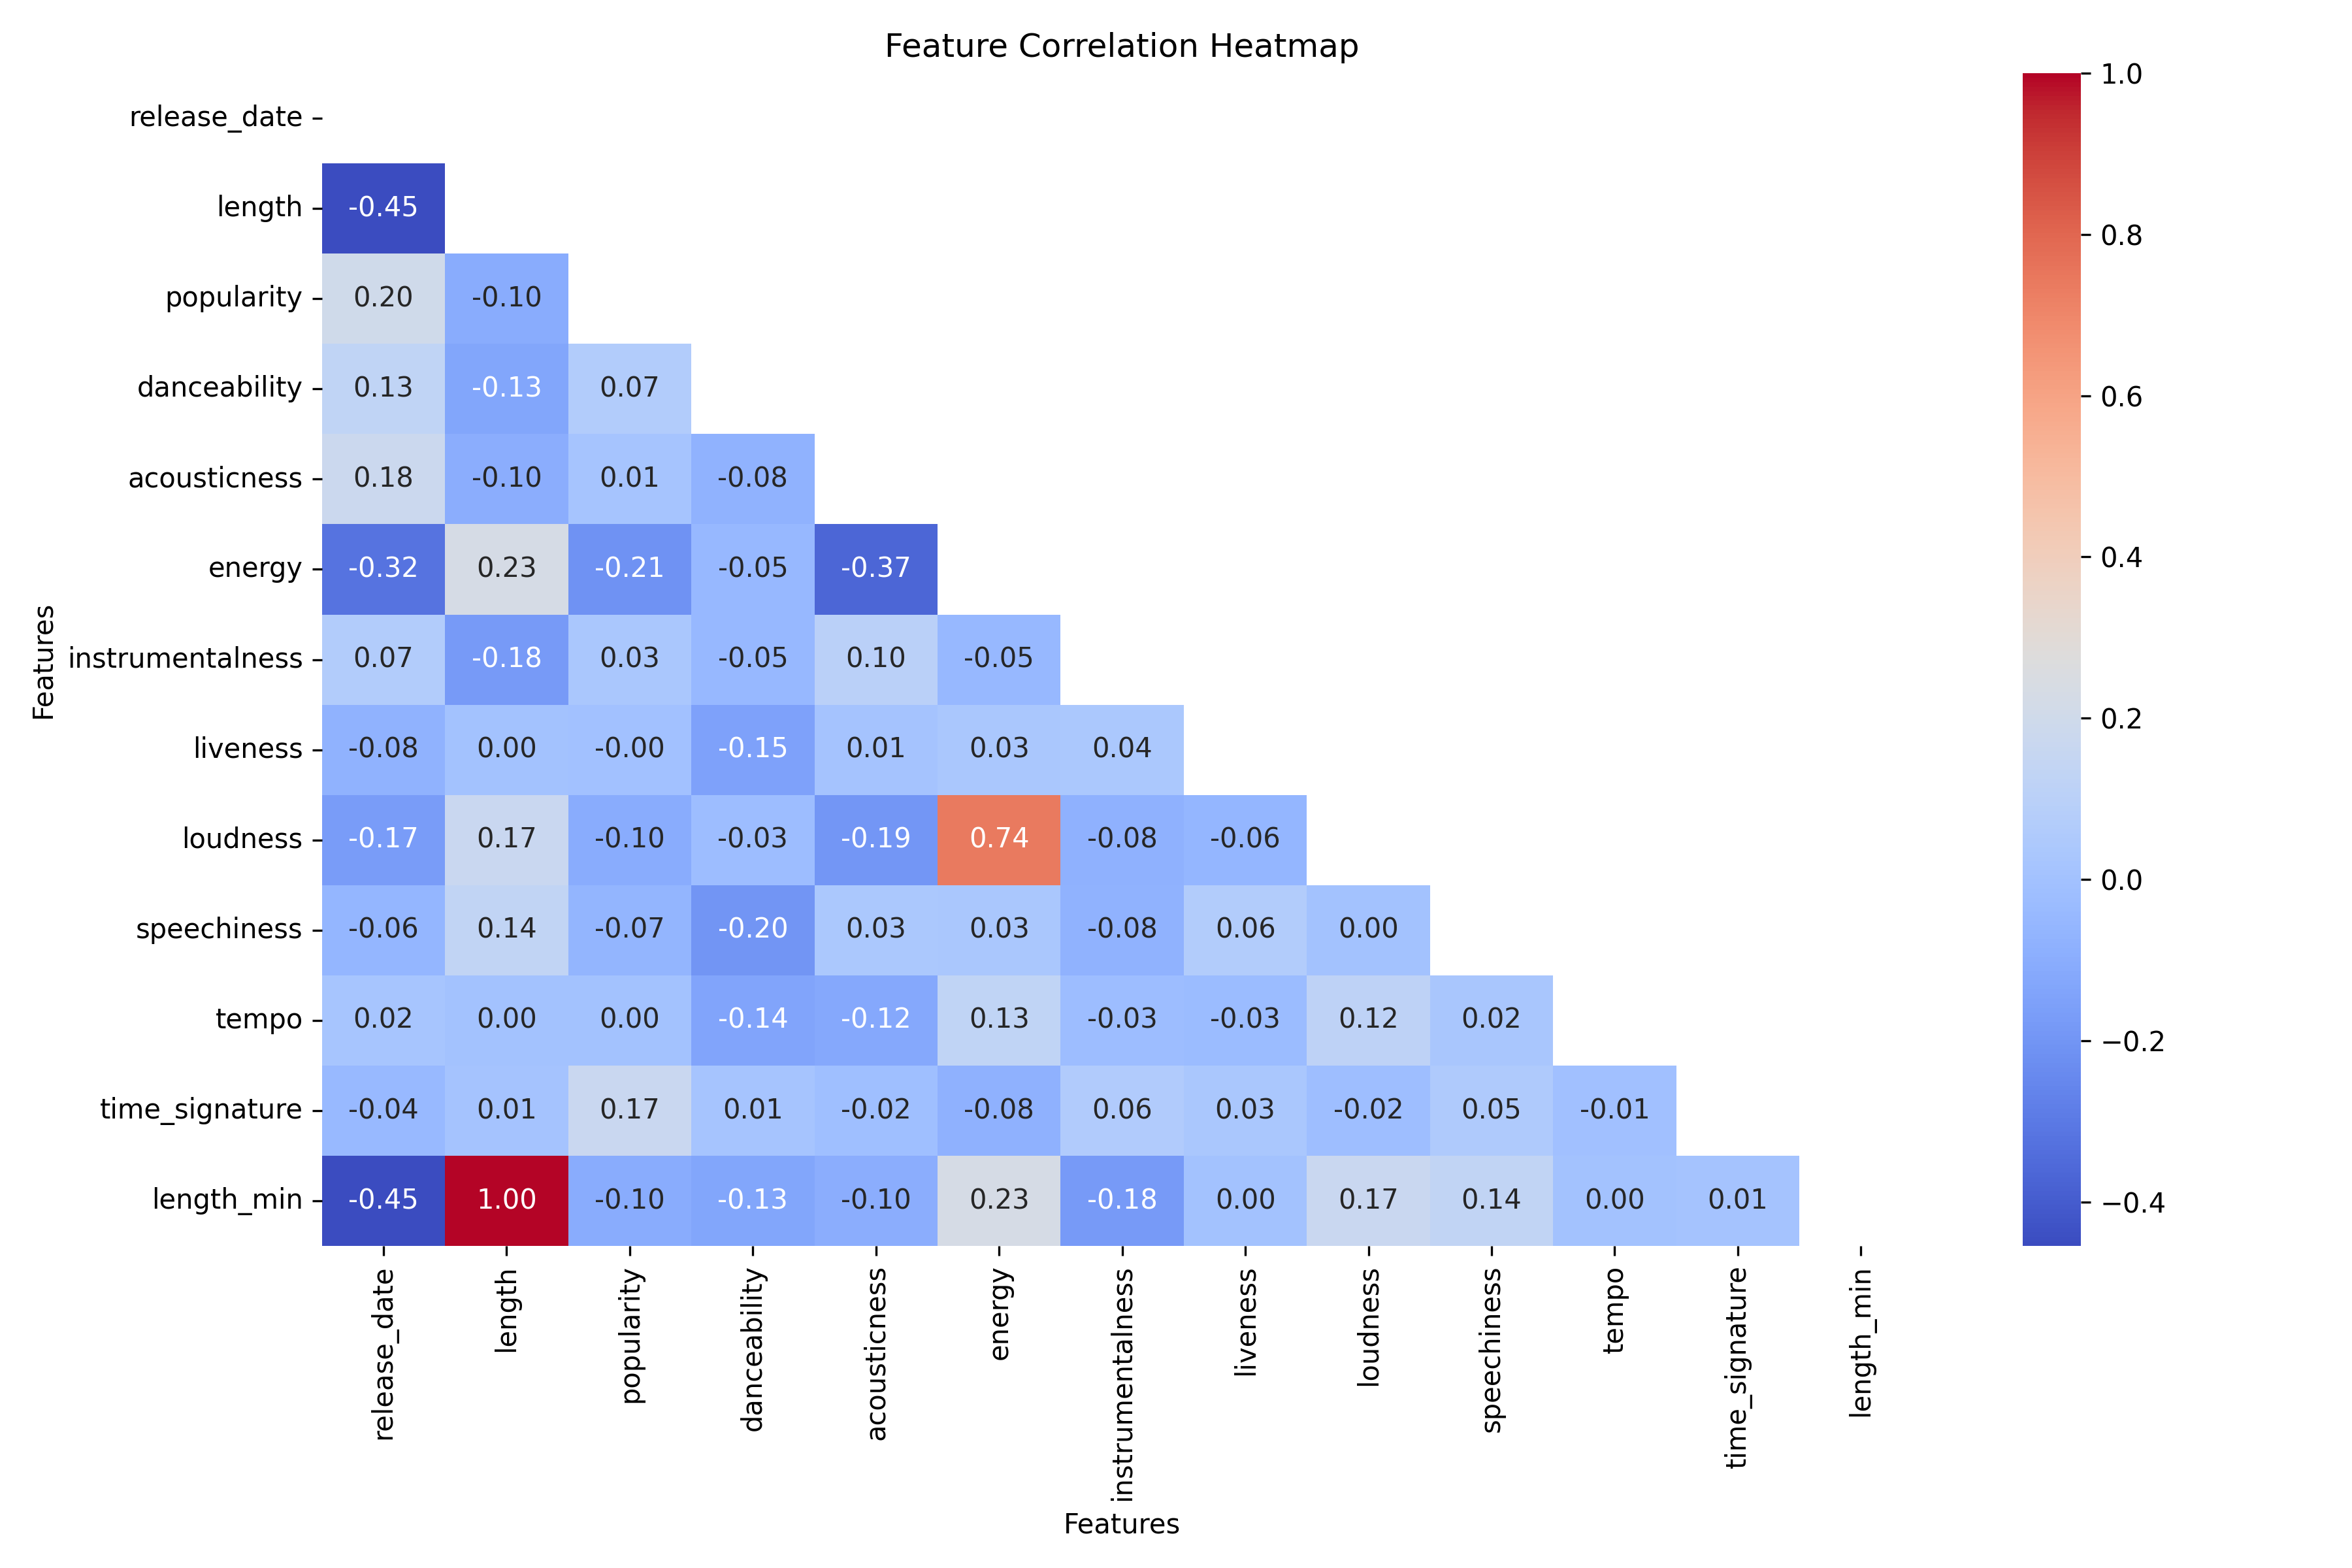 Feature Correlation Heatmap
Features
release_date
length -0.45
popularity 0.20 -0.10
danceability 0.13 -0.13 0.07
acousticness 0.18 -0.10 0.01 -0.08
energy -0.32 0.23 -0.21 -0.05 -0.37
instrumentalness 0.07 -0.18 0.03 -0.05 0.10 -0.05
liveness -0.08 0.00 -0.00 -0.15 0.01 0.03 0.04
loudness -0.17 0.17 -0.10 -0.03 -0.19 0.74 -0.08 -0.06
speechiness -0.06 0.14 -0.07 -0.20 0.03 0.03 -0.08 0.06 0.00
tempo 0.02 0.00 0.00 -0.14 -0.12 0.13 -0.03 -0.03 0.12 0.02
time_signature -0.04 0.01 0.17 0.01 -0.02 -0.08 0.06 0.03 -0.02 0.05 -0.01
length_min -0.45 1.00 -0.10 -0.13 -0.10 0.23 -0.18 0.00 0.17 0.14 0.00 0.01
release_date
length
popularity
danceability
acousticness
energy
instrumentalness
liveness
loudness
speechiness
tempo
time_signature
length_min
Features
1.0
0.8
0.6
0.4
0.2
0.0
−0.2
−0.4